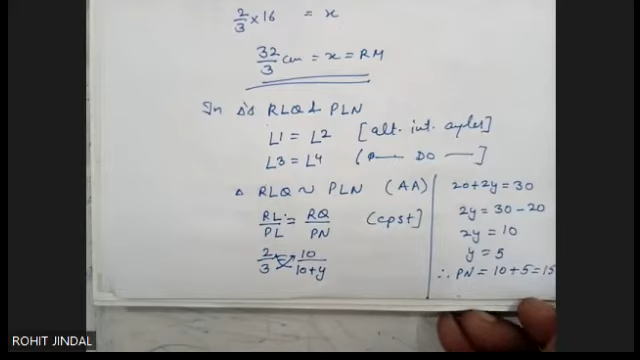 2/3 × 16 = x
32/3 cm = x = RM
In Δ's RLQ & PLN
∠1 = ∠2 [alt. int. angles]
∠3 = ∠4 ( DO ]
Δ RLQ ~ PLN (AA)
RL/PL = RQ/PN (cpst]
2/3 = 10/10+y
20+2y = 30
2y = 30 - 20
2y = 10
y = 5
∴ PN = 10+5 = 15
ROHIT JINDAL